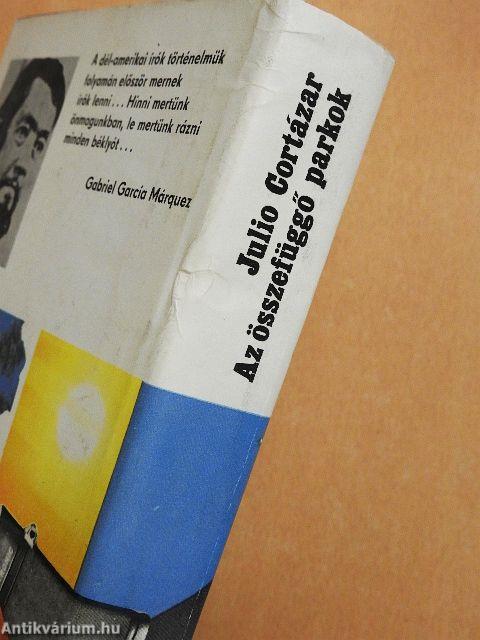 A dél-amerikai írók történelmük
folyamán először mernek
írók lenni... Hinni mertünk
önmagunkban, le mertünk rázni
minden béklyót...
Gabriel García Márquez
Julio Cortázar
Az összefüggő parkok
Antikvárium.hu